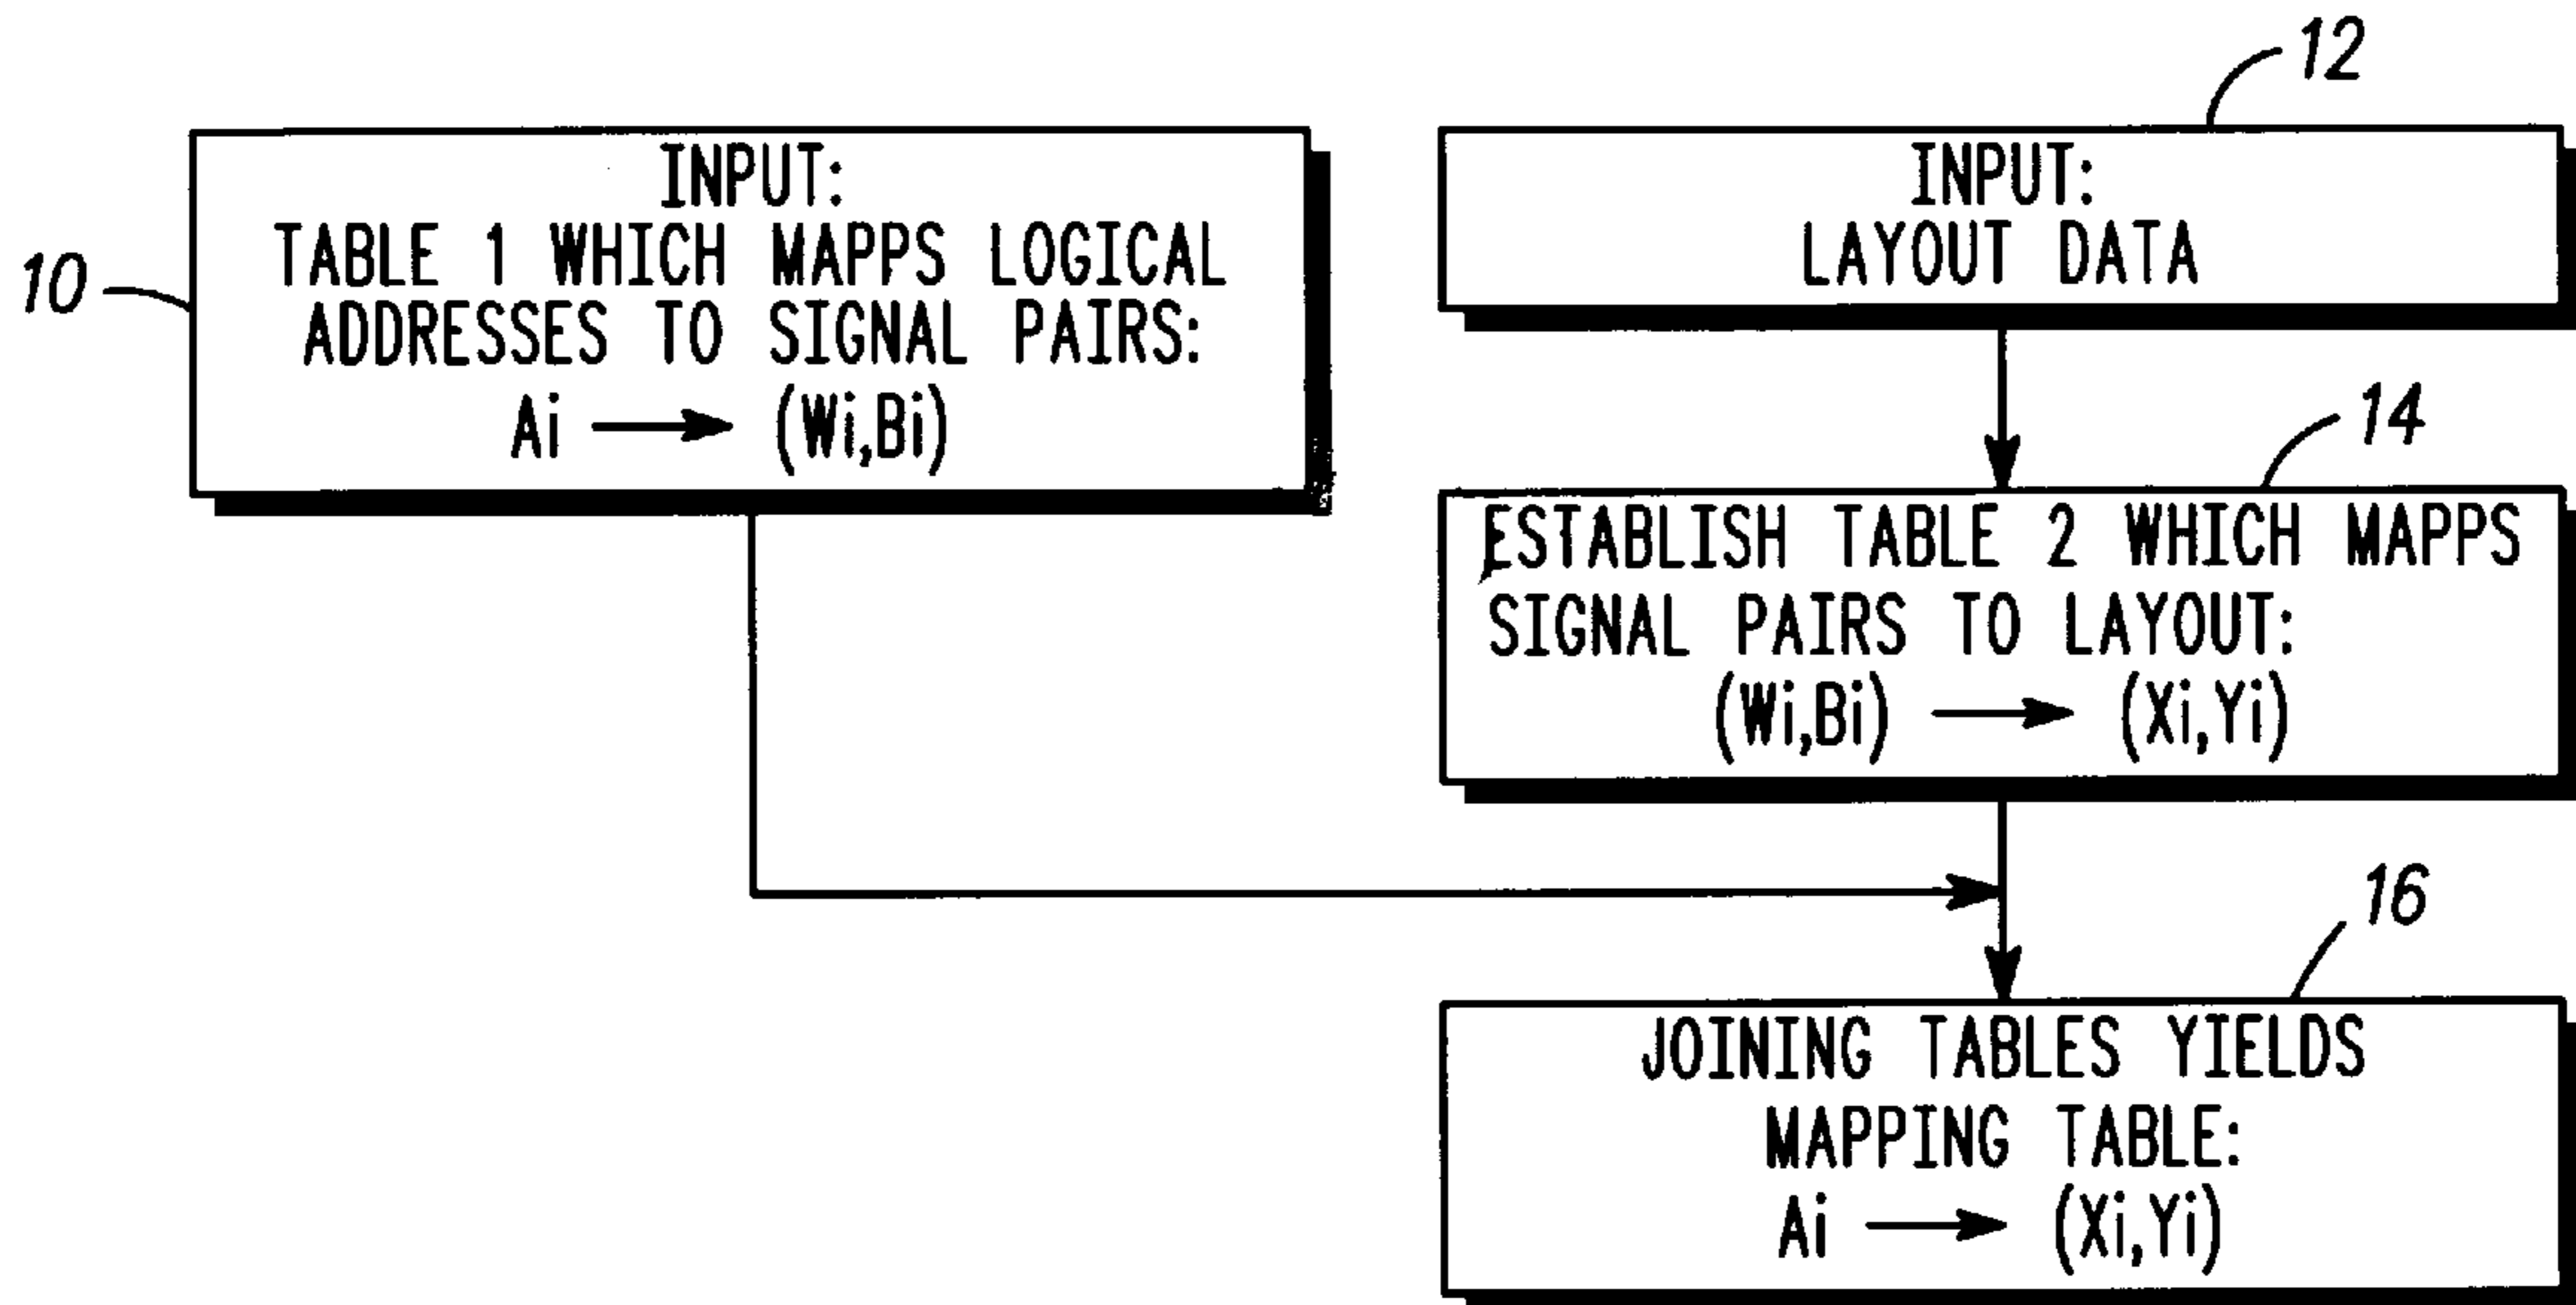 10
INPUT:
TABLE 1 WHICH MAPPS LOGICAL
ADDRESSES TO SIGNAL PAIRS:
Ai → (Wi,Bi)
12
INPUT:
LAYOUT DATA
14
ESTABLISH TABLE 2 WHICH MAPPS
SIGNAL PAIRS TO LAYOUT:
(Wi,Bi) → (Xi,Yi)
16
JOINING TABLES YIELDS
MAPPING TABLE:
Ai → (Xi,Yi)